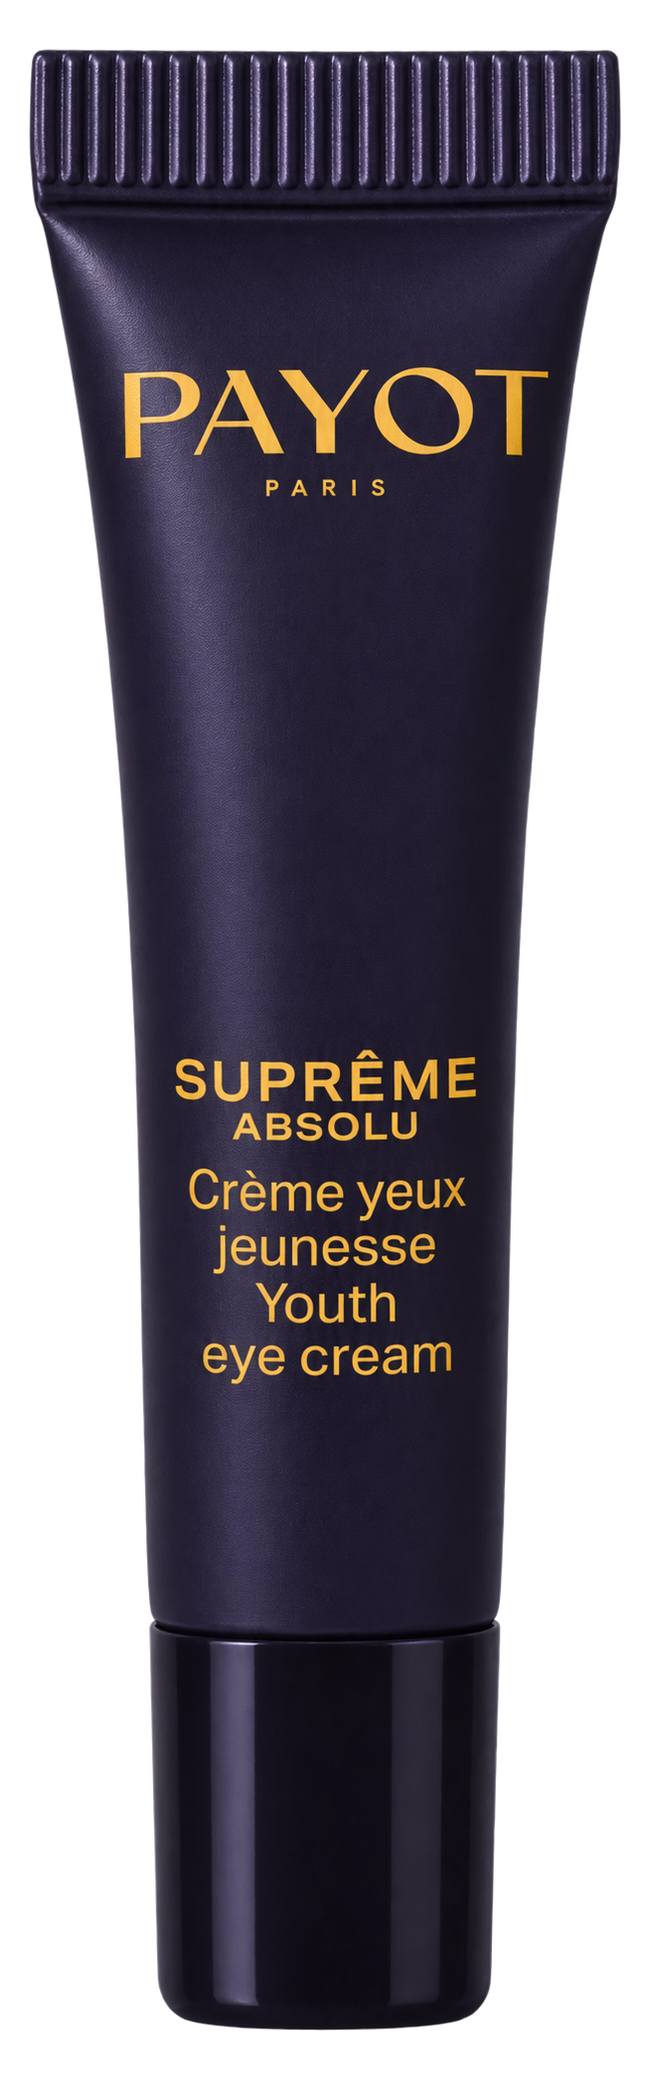 PAYOT
PARIS
SUPRÊME
ABSOLU
Crème yeux
jeunesse
Youth
eye cream